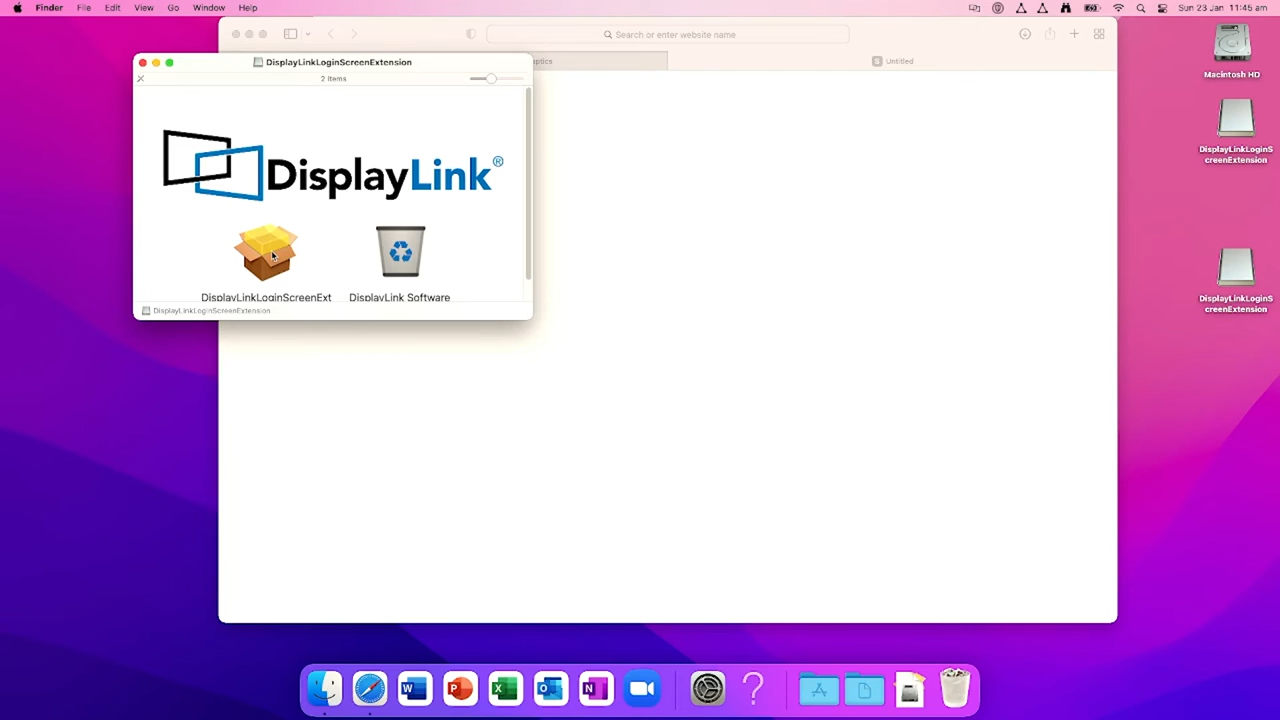 Finder File Edit View Go Window Help
Sun 23 Jan 11:45 am
Search or enter website name
Untitled
DisplayLinkLoginScreenExtension
2 items
DisplayLink®
DisplayLinkLoginScreenExt
DisplayLink Software
DisplayLinkLoginScreenExtension
Macintosh HD
DisplayLinkLoginS
creenExtension
DisplayLinkLoginS
creenExtension